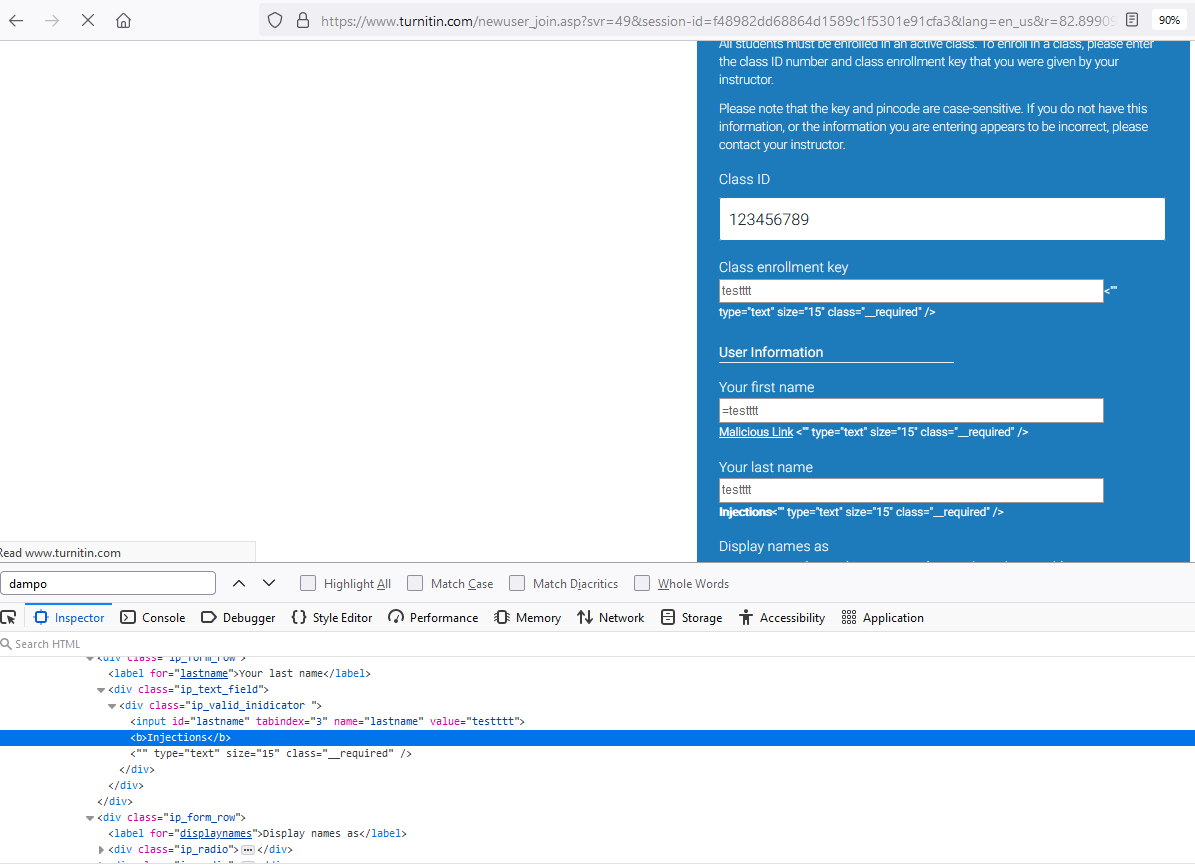 https://www.turnitin.com/newuser_join.asp?svr=49&session-id=f48982dd68864d1589c1f5301e91cfa3&lang=en_us&r=82.89909
90%
All students must be enrolled in an active class. To enroll in a class, please enter
the class ID number and class enrollment key that you were given by your
instructor.
Please note that the key and pincode are case-sensitive. If you do not have this
information, or the information you are entering appears to be incorrect, please
contact your instructor.
Class ID
123456789
Class enrollment key
testttt <""
type="text" size="15" class="__required" />
User Information
Your first name
=testttt
Malicious Link <"" type="text" size="15" class="__required" />
Your last name
testttt
Injections<"" type="text" size="15" class="__required" />
Display names as
Read www.turnitin.com
dampo Highlight All Match Case Match Diacritics Whole Words
Inspector Console Debugger Style Editor Performance Memory Network Storage Accessibility Application
Search HTML
<div class="ip_form_row">
<label for="lastname">Your last name</label>
<div class="ip_text_field">
<div class="ip_valid_inidicator ">
<input id="lastname" tabindex="3" name="lastname" value="testttt">
<b>Injections</b>
<"" type="text" size="15" class="__required" />
</div>
</div>
</div>
<div class="ip_form_row">
<label for="displaynames">Display names as</label>
<div class="ip_radio"> ••• </div>